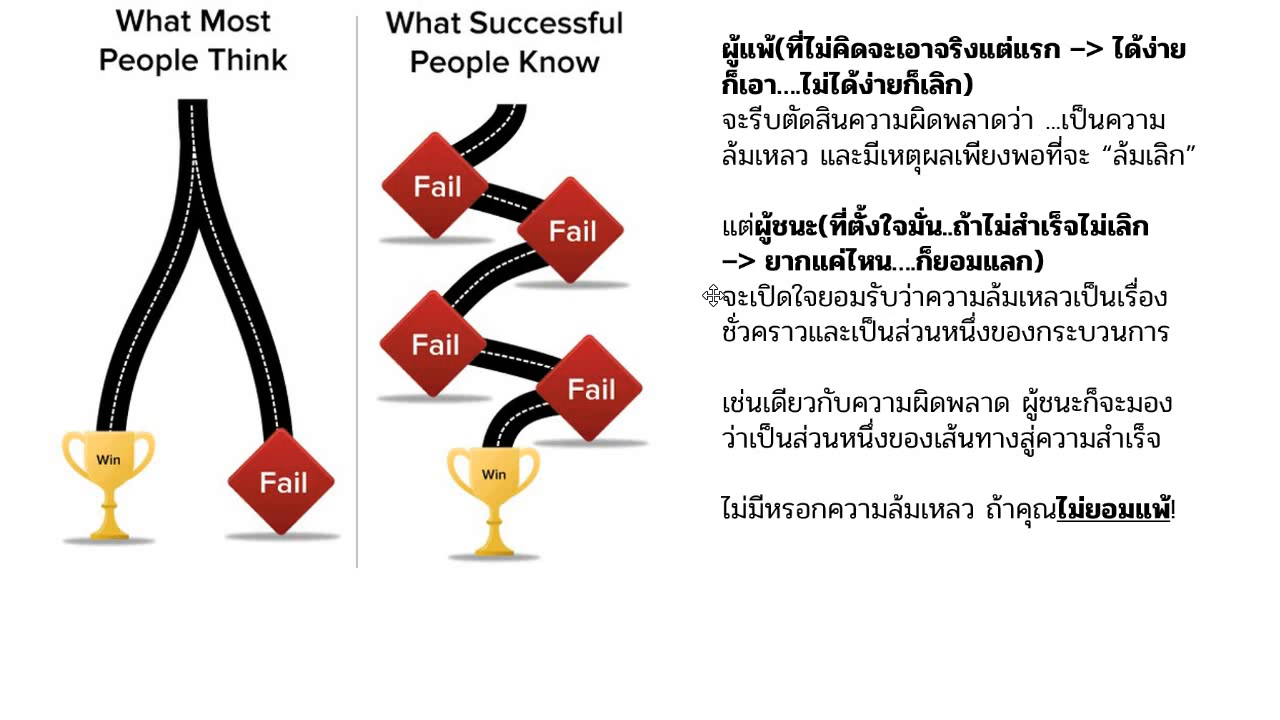 What Most
People Think
Win
Fail
What Successful
People Know
Fail
Fail
Fail
Fail
Win
ผู้แพ้(ที่ไม่คิดจะเอาจริงแต่แรก –> ได้ง่าย
ก็เอา....ไม่ได้ง่ายก็เลิก)
จะรีบตัดสินความผิดพลาดว่า ...เป็นความ
ล้มเหลว และมีเหตุผลเพียงพอที่จะ “ล้มเลิก”
แต่ผู้ชนะ(ที่ตั้งใจมั่น..ถ้าไม่สำเร็จไม่เลิก
–> ยากแค่ไหน....ก็ยอมแลก)
จะเปิดใจยอมรับว่าความล้มเหลวเป็นเรื่อง
ชั่วคราวและเป็นส่วนหนึ่งของกระบวนการ
เช่นเดียวกับความผิดพลาด ผู้ชนะก็จะมอง
ว่าเป็นส่วนหนึ่งของเส้นทางสู่ความสำเร็จ
ไม่มีหรอกความล้มเหลว ถ้าคุณไม่ยอมแพ้!